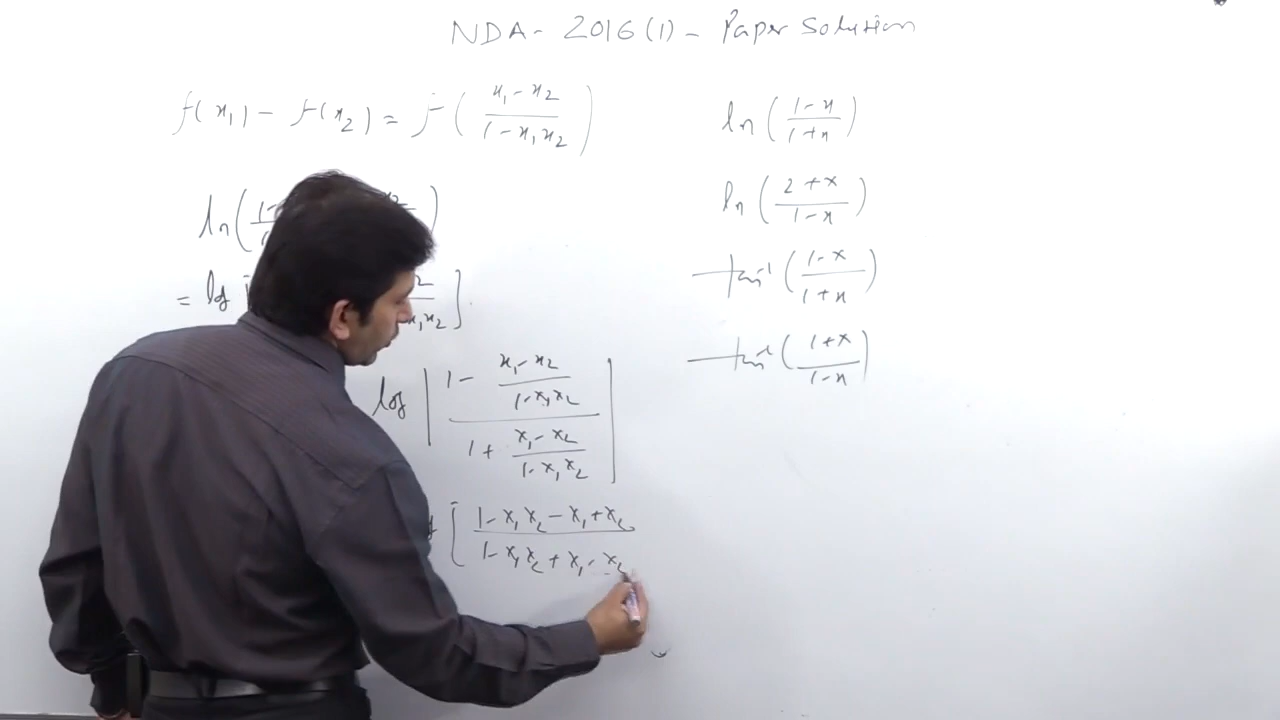 NDA - 2016 (1) - Paper Solution
f(x₁) - f(x₂) = f((x₁ - x₂)/(1 - x₁x₂))
ln(
= log
x₁x₂ ].
log [ (1 - (x₁ - x₂)/(1 - x₁x₂))/(1 + (x₁ - x₂)/(1 - x₁x₂)) ]
[ (1 - x₁x₂ - x₁ + x₂)/(1 - x₁x₂ + x₁ - x₂)
ln((1 - x)/(1 + x))
ln((2 + x)/(1 - x))
tan⁻¹((1 - x)/(1 + x))
tan⁻¹((1 + x)/(1 - x))